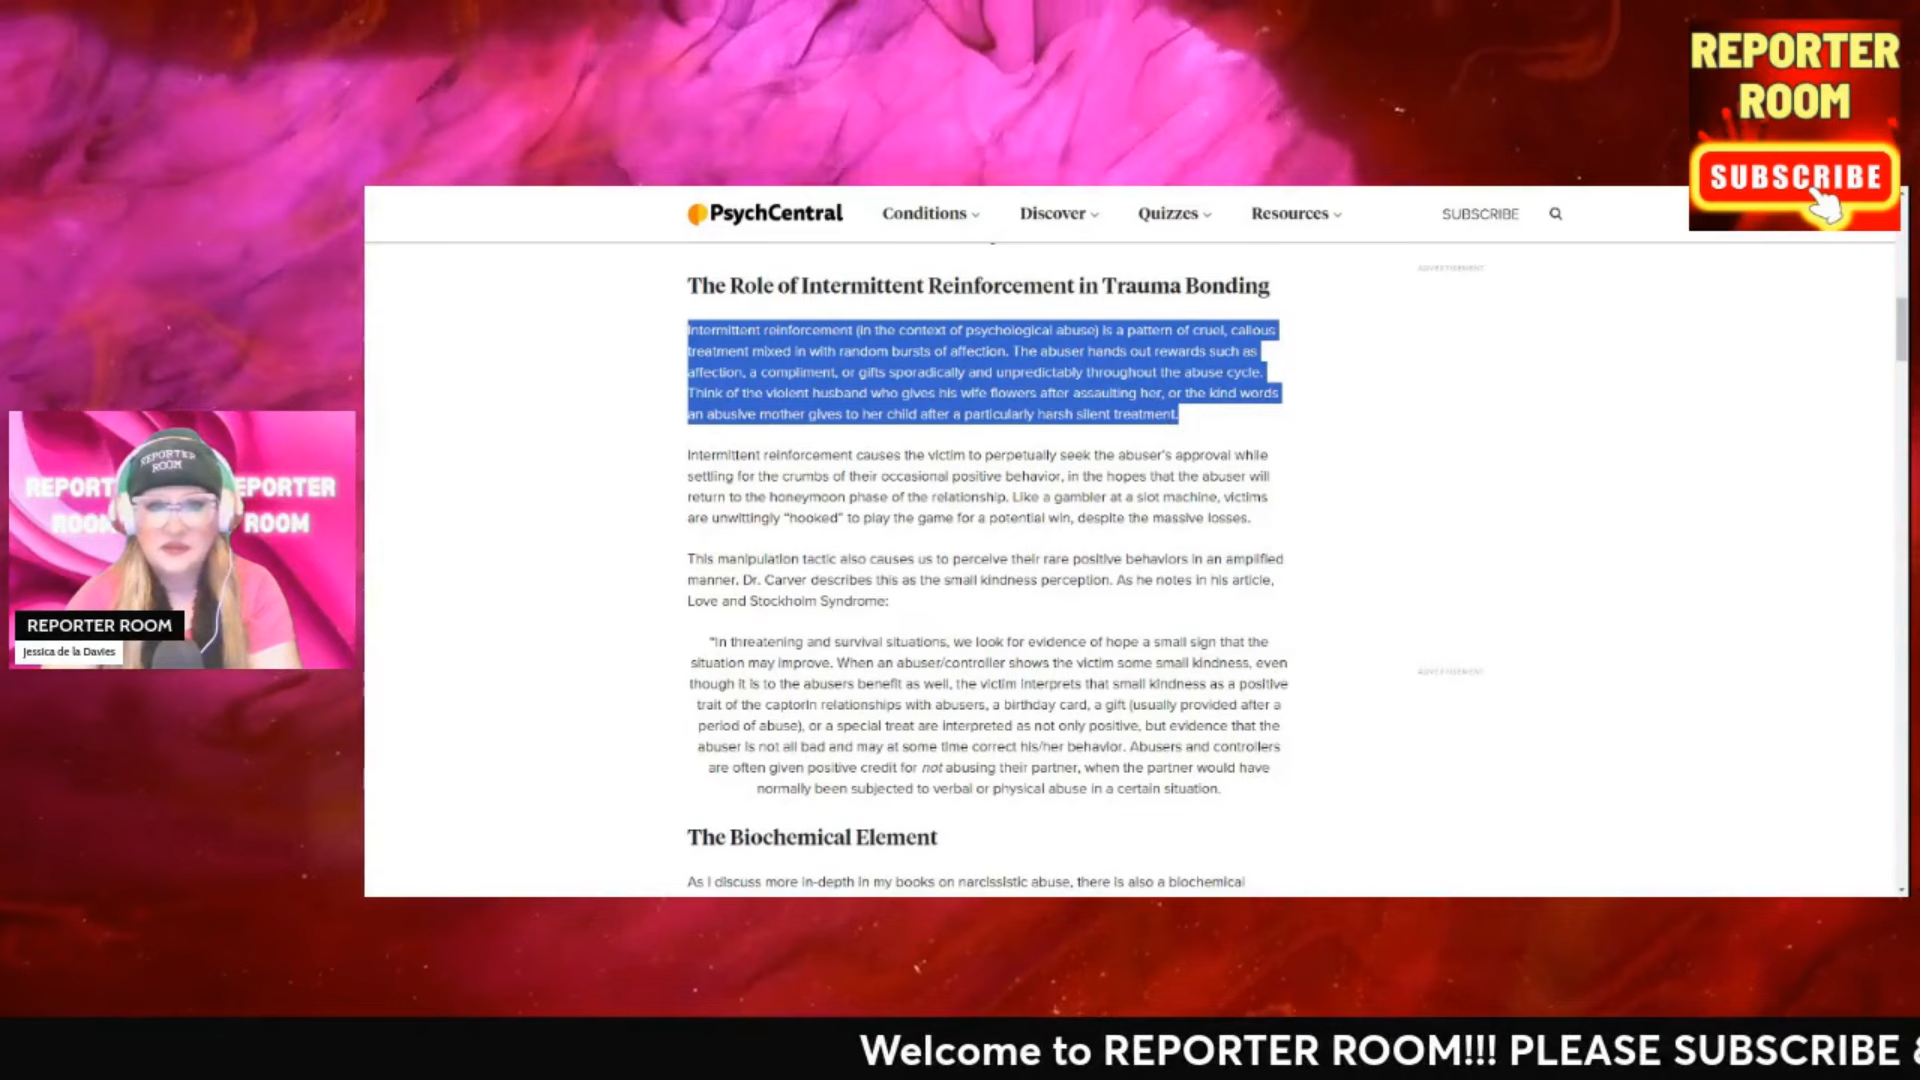 REPORTER
ROOM
SUBSCRIBE
PsychCentral
Conditions
Discover
Quizzes
Resources
SUBSCRIBE
ADVERTISEMENT
The Role of Intermittent Reinforcement in Trauma Bonding
Intermittent reinforcement (in the context of psychological abuse) is a pattern of cruel, callous
treatment mixed in with random bursts of affection. The abuser hands out rewards such as
affection, a compliment, or gifts sporadically and unpredictably throughout the abuse cycle.
Think of the violent husband who gives his wife flowers after assaulting her, or the kind words
an abusive mother gives to her child after a particularly harsh silent treatment.
Intermittent reinforcement causes the victim to perpetually seek the abuser's approval while
settling for the crumbs of their occasional positive behavior, in the hopes that the abuser will
return to the honeymoon phase of the relationship. Like a gambler at a slot machine, victims
are unwittingly “hooked” to play the game for a potential win, despite the massive losses.
This manipulation tactic also causes us to perceive their rare positive behaviors in an amplified
manner. Dr. Carver describes this as the small kindness perception. As he notes in his article,
Love and Stockholm Syndrome:
"In threatening and survival situations, we look for evidence of hope a small sign that the
situation may improve. When an abuser/controller shows the victim some small kindness, even
though it is to the abusers benefit as well, the victim interprets that small kindness as a positive
trait of the captorIn relationships with abusers, a birthday card, a gift (usually provided after a
period of abuse), or a special treat are interpreted as not only positive, but evidence that the
abuser is not all bad and may at some time correct his/her behavior. Abusers and controllers
are often given positive credit for not abusing their partner, when the partner would have
normally been subjected to verbal or physical abuse in a certain situation.
ADVERTISEMENT
The Biochemical Element
As I discuss more in-depth in my books on narcissistic abuse, there is also a biochemical
REPORTER
ROOM
REPORT
ROOM
EPORTER
ROOM
REPORTER ROOM
Jessica de la Davies
Welcome to REPORTER ROOM!!! PLEASE SUBSCRIBE &